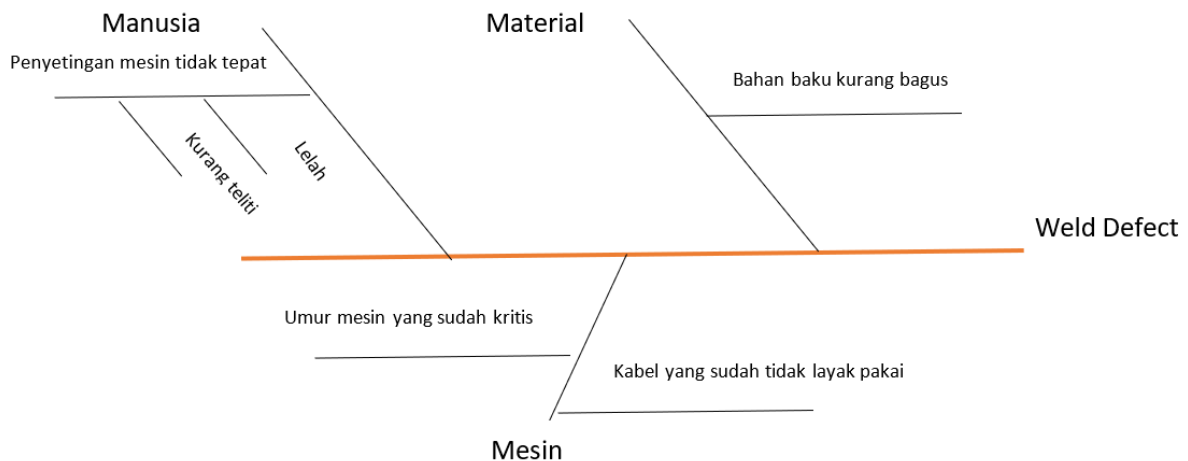 Manusia
Material
Penyetingan mesin tidak tepat
Bahan baku kurang bagus
Kurang teliti
Lelah
Weld Defect
Umur mesin yang sudah kritis
Kabel yang sudah tidak layak pakai
Mesin